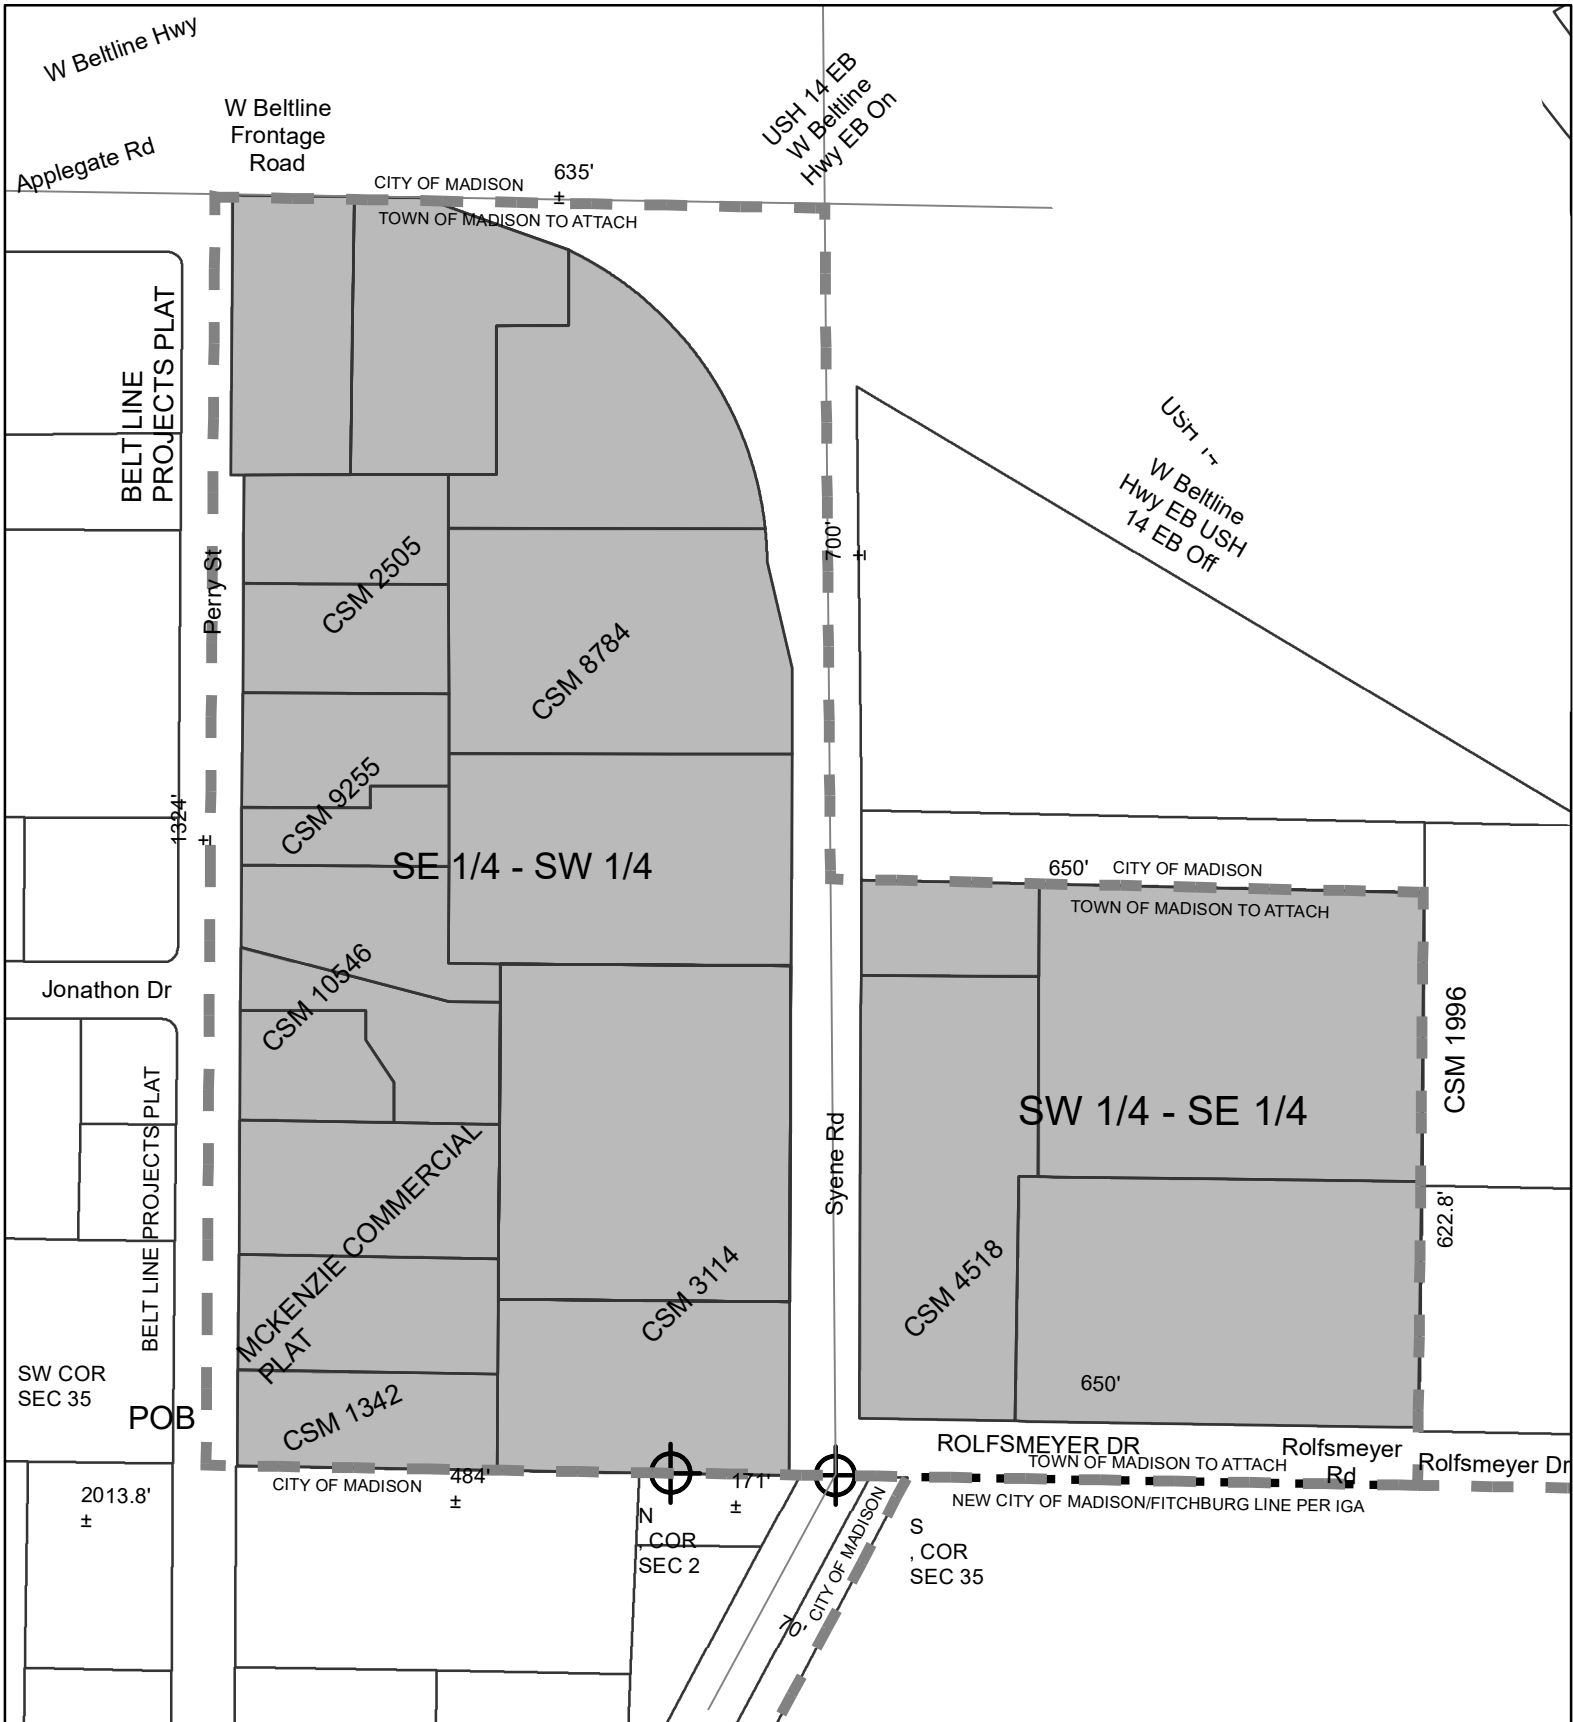 W Beltline Hwy
Applegate Rd
W Beltline
Frontage
Road
USH 14 EB
W Beltline
Hwy EB On
635'
±
CITY OF MADISON
TOWN OF MADISON TO ATTACH
BELT LINE
PROJECTS PLAT
Perry St
CSM 2505
700'
±
USH 14
W Beltline
Hwy EB USH
14 EB Off
CSM 8784
CSM 9255
1324'
±
SE 1/4 - SW 1/4
650'
CITY OF MADISON
TOWN OF MADISON TO ATTACH
Jonathon Dr
CSM 10546
CSM 1996
SW 1/4 - SE 1/4
BELT LINE PROJECTS PLAT
MCKENZIE COMMERCIAL
PLAT
Syene Rd
622.8'
CSM 3114
CSM 4518
SW COR
SEC 35
POB
CSM 1342
650'
ROLFSMEYER DR
Rolfsmeyer
Rd
Rolfsmeyer Dr
TOWN OF MADISON TO ATTACH
NEW CITY OF MADISON/FITCHBURG LINE PER IGA
CITY OF MADISON
484'
±
171'
±
2013.8'
±
N
, COR
SEC 2
CITY OF MADISON
70'
S
, COR
SEC 35